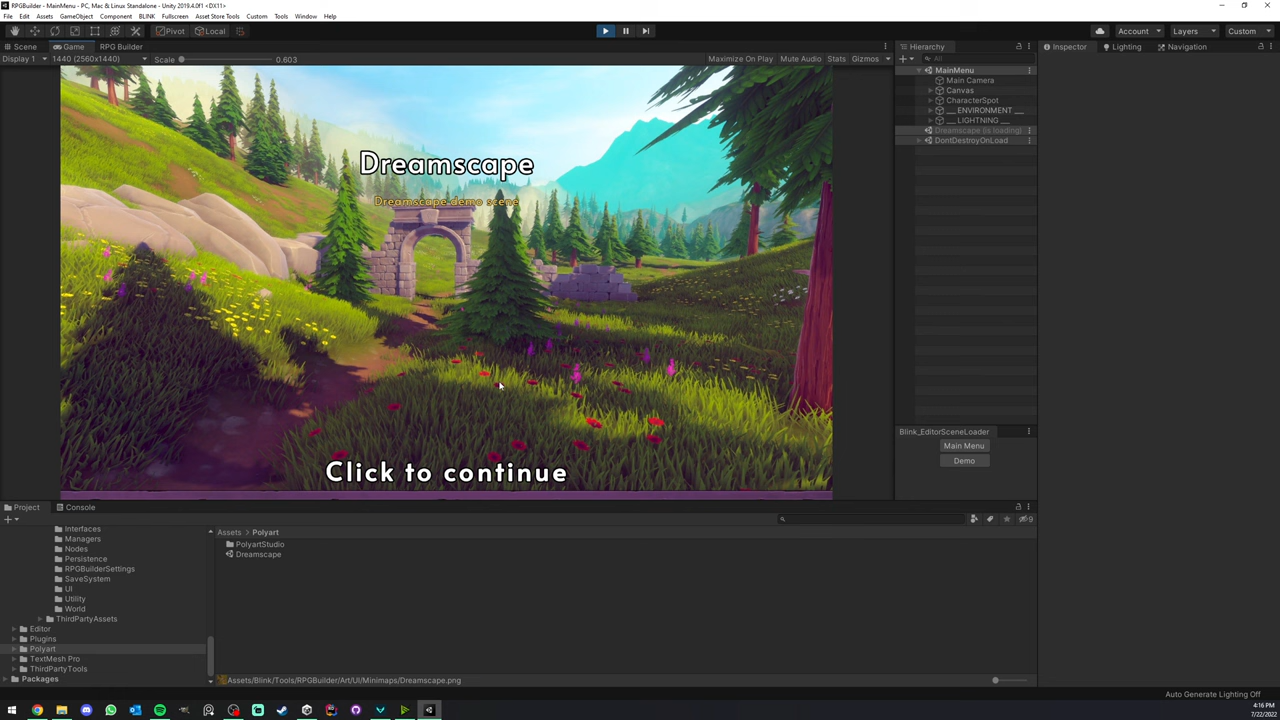 RPGBuilder - MainMenu - PC, Mac & Linux Standalone - Unity 2019.4.0f1 <DX11>
File Edit Assets GameObject Component BLINK Fullscreen Asset Store Tools Custom Tools Window Help
Pivot Local Account Layers Custom
Scene Game RPG Builder
Display 1 1440 (2560x1440) Scale 0.603 Maximize On Play Mute Audio Stats Gizmos
Hierarchy
All
MainMenu
Main Camera
Canvas
CharacterSpot
__ENVIRONMENT__
__LIGHTNING__
Dreamscape (is loading)
DontDestroyOnLoad
Inspector Lighting Navigation
Dreamscape
Dreamscape demo scene
Click to continue
Blink_EditorSceneLoader
Main Menu
Demo
Project Console
9
Interfaces
Managers
Nodes
Persistence
RPGBuilderSettings
SaveSystem
UI
Utility
World
ThirdPartyAssets
Editor
Plugins
Polyart
TextMesh Pro
ThirdPartyTools
Packages
Assets > Polyart
PolyartStudio
Dreamscape
Assets/Blink/Tools/RPGBuilder/Art/UI/Minimaps/Dreamscape.png
Auto Generate Lighting Off
4:16 PM
7/22/2022